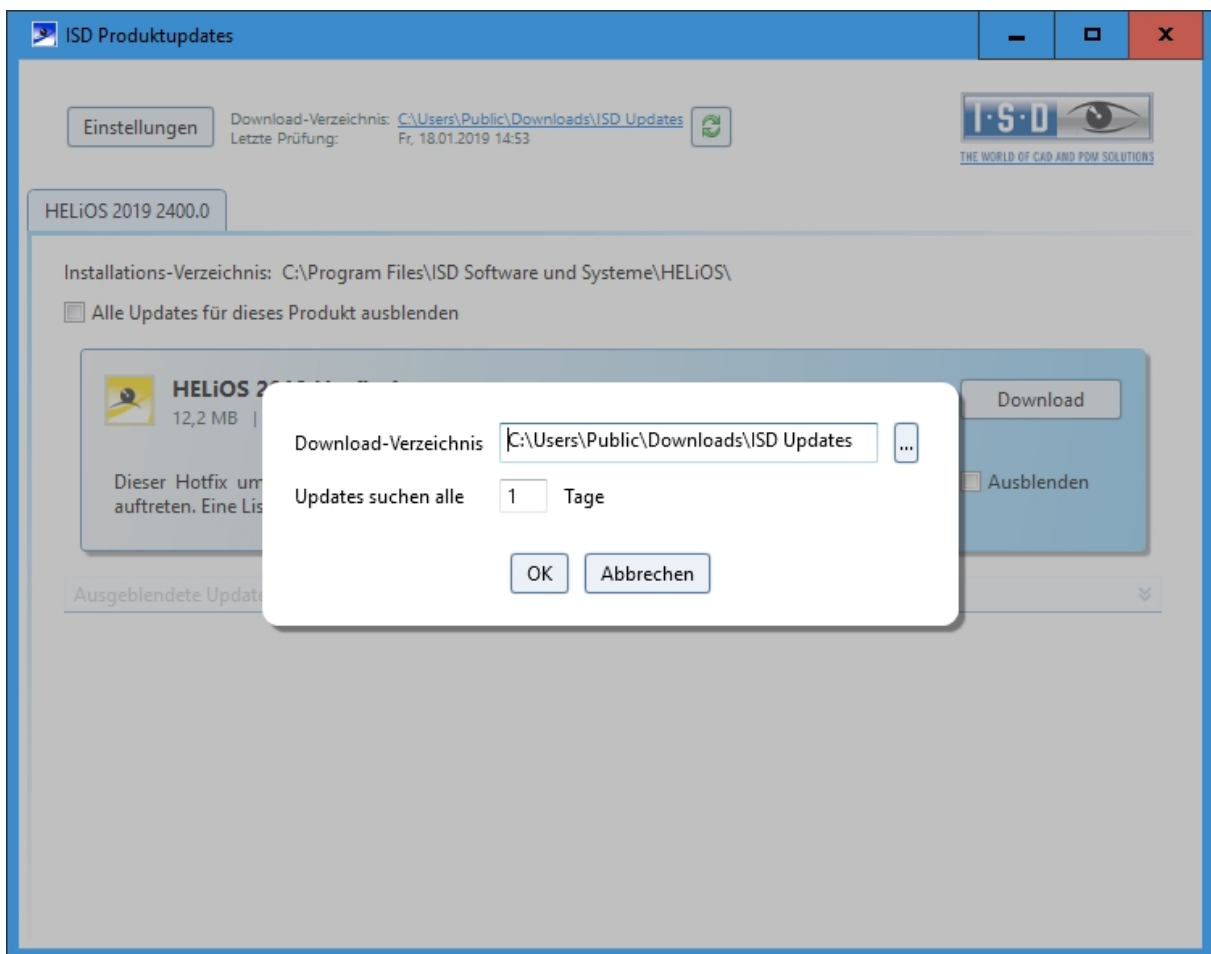 ISD Produktupdates
Einstellungen
Download-Verzeichnis: C:\Users\Public\Downloads\ISD Updates
Letzte Prüfung: Fr, 18.01.2019 14:53
I·S·D
THE WORLD OF CAD AND PDM SOLUTIONS
HELiOS 2019 2400.0
Installations-Verzeichnis: C:\Program Files\ISD Software und Systeme\HELiOS\
Alle Updates für dieses Produkt ausblenden
HELiOS
12,2 MB |
Download
Dieser Hotfix um
auftreten. Eine Lis
Ausblenden
Ausgeblendete Update
Download-Verzeichnis C:\Users\Public\Downloads\ISD Updates ...
Updates suchen alle 1 Tage
OK Abbrechen